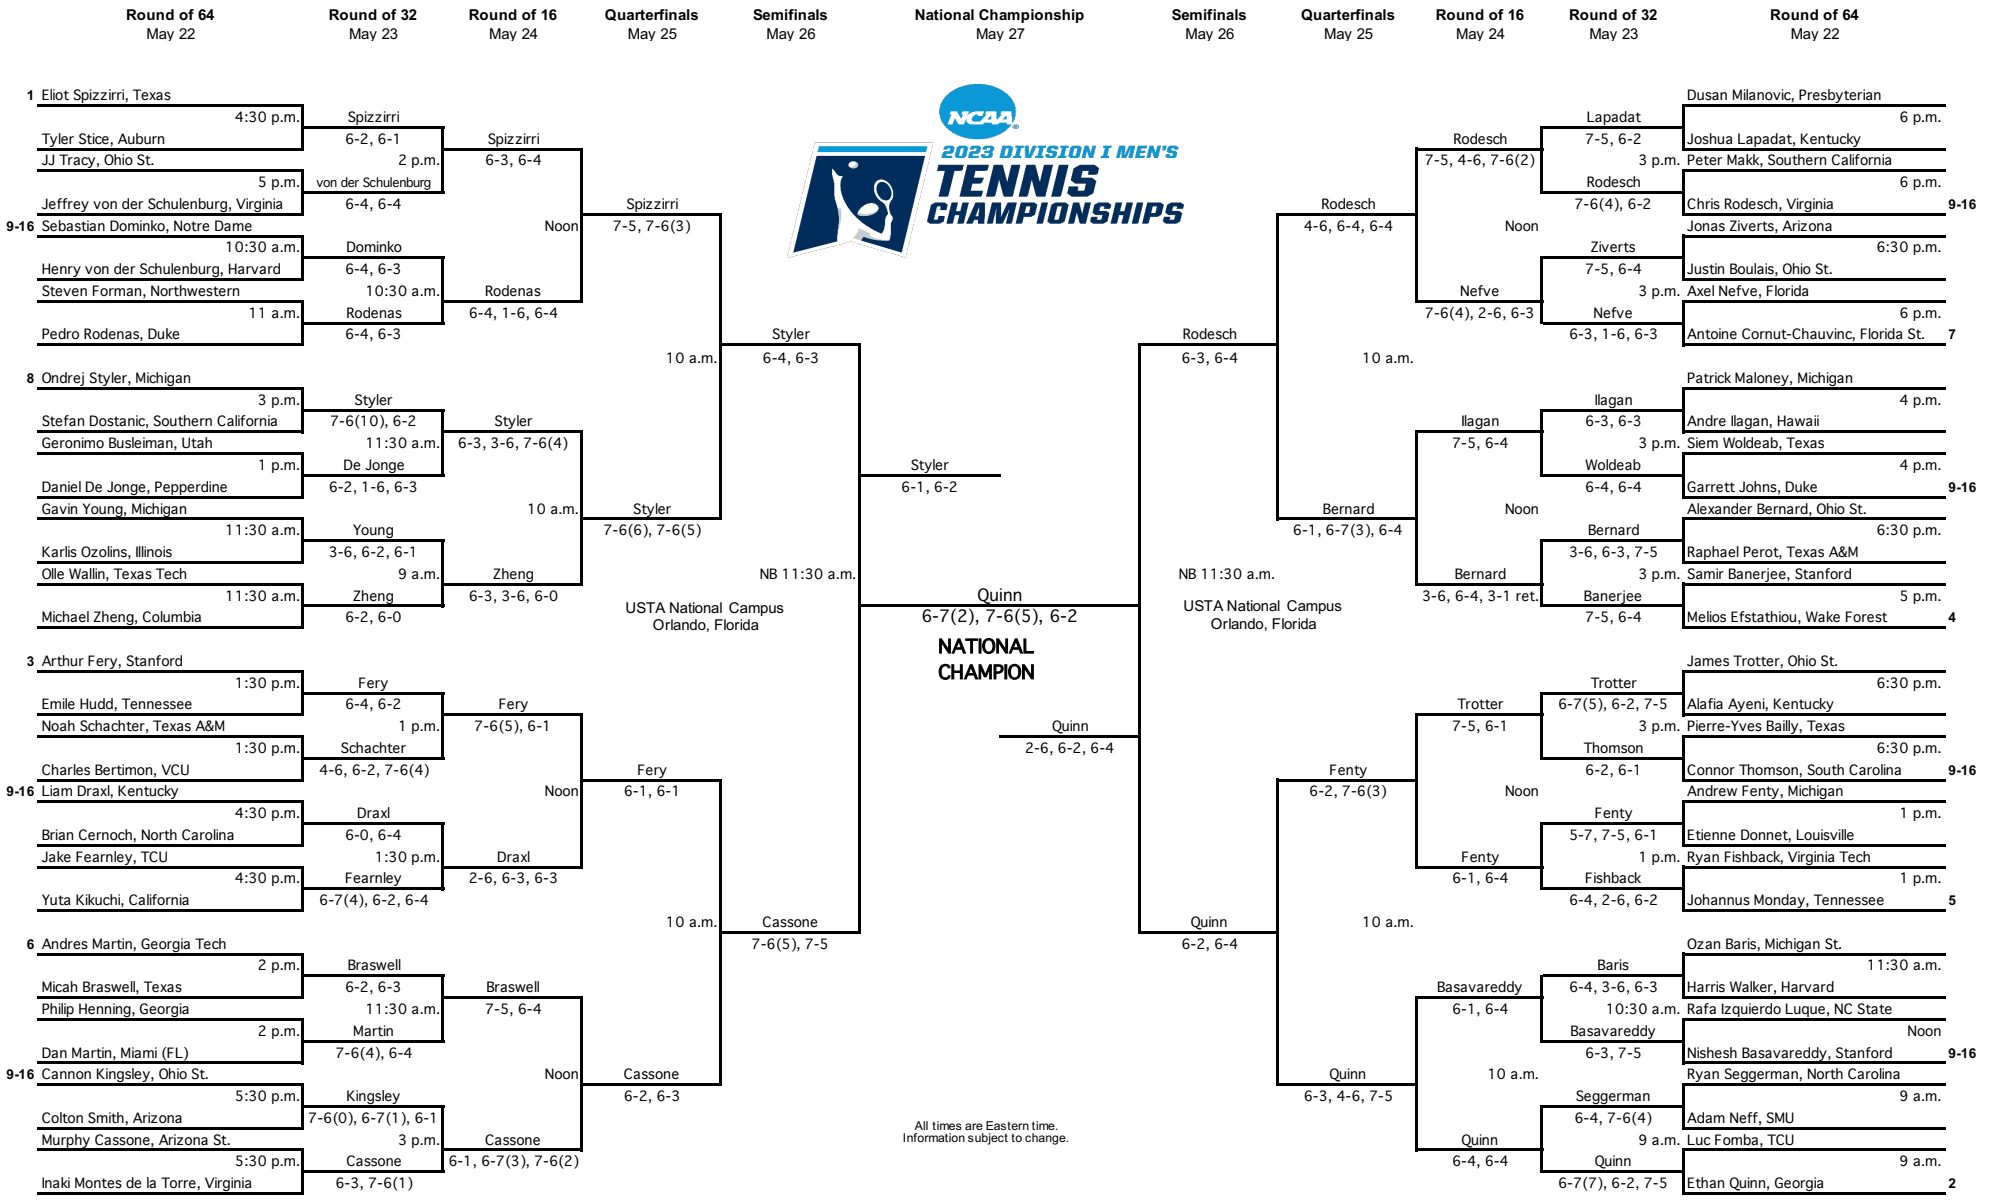 Round of 64 Round of 32 Round of 16 Quarterfinals Semifinals National Championship Semifinals Quarterfinals Round of 16 Round of 32 Round of 64
May 22 May 23 May 24 May 25 May 26 May 27 May 26 May 25 May 24 May 23 May 22
1 Eliot Spizzirri, Texas
4:30 p.m.
Tyler Stice, Auburn
JJ Tracy, Ohio St.
5 p.m.
Jeffrey von der Schulenburg, Virginia
9-16 Sebastian Dominko, Notre Dame
10:30 a.m.
Henry von der Schulenburg, Harvard
Steven Forman, Northwestern
11 a.m.
Pedro Rodenas, Duke
8 Ondrej Styler, Michigan
3 p.m.
Stefan Dostanic, Southern California
Geronimo Busleiman, Utah
1 p.m.
Daniel De Jonge, Pepperdine
Gavin Young, Michigan
11:30 a.m.
Karlis Ozolins, Illinois
Olle Wallin, Texas Tech
11:30 a.m.
Michael Zheng, Columbia
3 Arthur Fery, Stanford
1:30 p.m.
Emile Hudd, Tennessee
Noah Schachter, Texas A&M
1:30 p.m.
Charles Bertimon, VCU
9-16 Liam Draxl, Kentucky
4:30 p.m.
Brian Cernoch, North Carolina
Jake Fearnley, TCU
4:30 p.m.
Yuta Kikuchi, California
6 Andres Martin, Georgia Tech
2 p.m.
Micah Braswell, Texas
Philip Henning, Georgia
2 p.m.
Dan Martin, Miami (FL)
9-16 Cannon Kingsley, Ohio St.
5:30 p.m.
Colton Smith, Arizona
Murphy Cassone, Arizona St.
5:30 p.m.
Inaki Montes de la Torre, Virginia
Spizzirri
6-2, 6-1
2 p.m.
von der Schulenburg
6-4, 6-4
Dominko
6-4, 6-3
10:30 a.m.
Rodenas
6-4, 6-3
Styler
7-6(10), 6-2
11:30 a.m.
De Jonge
6-2, 1-6, 6-3
Young
3-6, 6-2, 6-1
9 a.m.
Zheng
6-2, 6-0
Fery
6-4, 6-2
1 p.m.
Schachter
4-6, 6-2, 7-6(4)
Draxl
6-0, 6-4
1:30 p.m.
Fearnley
6-7(4), 6-2, 6-4
Braswell
6-2, 6-3
11:30 a.m.
Martin
7-6(4), 6-4
Kingsley
7-6(0), 6-7(1), 6-1
3 p.m.
Cassone
6-3, 7-6(1)
Spizzirri
6-3, 6-4
Noon
Rodenas
6-4, 1-6, 6-4
Styler
6-3, 3-6, 7-6(4)
10 a.m.
Zheng
6-3, 3-6, 6-0
Fery
7-6(5), 6-1
Noon
Draxl
2-6, 6-3, 6-3
Braswell
7-5, 6-4
Noon
Cassone
6-1, 6-7(3), 7-6(2)
Spizzirri
7-5, 7-6(3)
10 a.m.
Styler
7-6(6), 7-6(5)
USTA National Campus
Orlando, Florida
Fery
6-1, 6-1
10 a.m.
Cassone
6-2, 6-3
Styler
6-4, 6-3
NB 11:30 a.m.
Cassone
7-6(5), 7-5
NCAA
2023 DIVISION I MEN'S
TENNIS
CHAMPIONSHIPS
Styler
6-1, 6-2
Quinn
6-7(2), 7-6(5), 6-2
NATIONAL
CHAMPION
Quinn
2-6, 6-2, 6-4
All times are Eastern time.
Information subject to change.
Rodesch
6-3, 6-4
NB 11:30 a.m.
USTA National Campus
Orlando, Florida
Quinn
6-2, 6-4
Rodesch
4-6, 6-4, 6-4
10 a.m.
Bernard
6-1, 6-7(3), 6-4
Fenty
6-2, 7-6(3)
10 a.m.
Quinn
6-3, 4-6, 7-5
Rodesch
7-5, 4-6, 7-6(2)
Noon
Nefve
7-6(4), 2-6, 6-3
Ilagan
7-5, 6-4
Noon
Bernard
3-6, 6-4, 3-1 ret.
Trotter
7-5, 6-1
Noon
Fenty
6-1, 6-4
Basavareddy
6-1, 6-4
10 a.m.
Quinn
6-4, 6-4
Lapadat
7-5, 6-2
3 p.m.
Rodesch
7-6(4), 6-2
Ziverts
7-5, 6-4
3 p.m.
Nefve
6-3, 1-6, 6-3
Ilagan
6-3, 6-3
3 p.m.
Woldeab
6-4, 6-4
Bernard
3-6, 6-3, 7-5
3 p.m.
Banerjee
7-5, 6-4
Trotter
6-7(5), 6-2, 7-5
3 p.m.
Thomson
6-2, 6-1
Fenty
5-7, 7-5, 6-1
1 p.m.
Fishback
6-4, 2-6, 6-2
Baris
6-4, 3-6, 6-3
10:30 a.m.
Basavareddy
6-3, 7-5
Seggerman
6-4, 7-6(4)
9 a.m.
Quinn
6-7(7), 6-2, 7-5
Dusan Milanovic, Presbyterian
6 p.m.
Joshua Lapadat, Kentucky
Peter Makk, Southern California
6 p.m.
Chris Rodesch, Virginia 9-16
Jonas Ziverts, Arizona
6:30 p.m.
Justin Boulais, Ohio St.
Axel Nefve, Florida
6 p.m.
Antoine Cornut-Chauvinc, Florida St. 7
Patrick Maloney, Michigan
4 p.m.
Andre Ilagan, Hawaii
Siem Woldeab, Texas
4 p.m.
Garrett Johns, Duke 9-16
Alexander Bernard, Ohio St.
6:30 p.m.
Raphael Perot, Texas A&M
Samir Banerjee, Stanford
5 p.m.
Melios Efstathiou, Wake Forest 4
James Trotter, Ohio St.
6:30 p.m.
Alafia Ayeni, Kentucky
Pierre-Yves Bailly, Texas
6:30 p.m.
Connor Thomson, South Carolina 9-16
Andrew Fenty, Michigan
1 p.m.
Etienne Donnet, Louisville
Ryan Fishback, Virginia Tech
1 p.m.
Johannus Monday, Tennessee 5
Ozan Baris, Michigan St.
11:30 a.m.
Harris Walker, Harvard
Rafa Izquierdo Luque, NC State
Noon
Nishesh Basavareddy, Stanford 9-16
Ryan Seggerman, North Carolina
9 a.m.
Adam Neff, SMU
Luc Fomba, TCU
9 a.m.
Ethan Quinn, Georgia 2